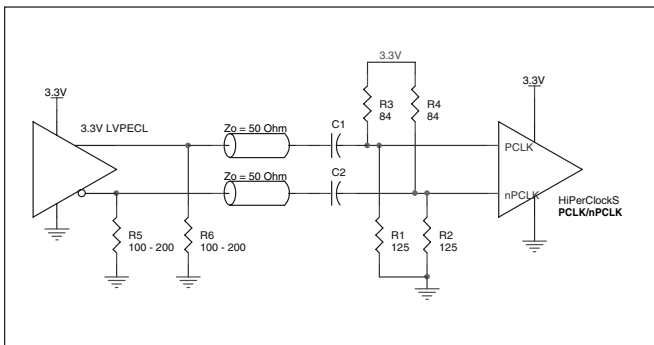 3.3V
3.3V
3.3V
3.3V LVPECL
R3
84
R4
84
Zo = 50 Ohm
C1
PCLK
Zo = 50 Ohm
C2
nPCLK
HiPerClockS
PCLK/nPCLK
R5
100 - 200
R6
100 - 200
R1
125
R2
125